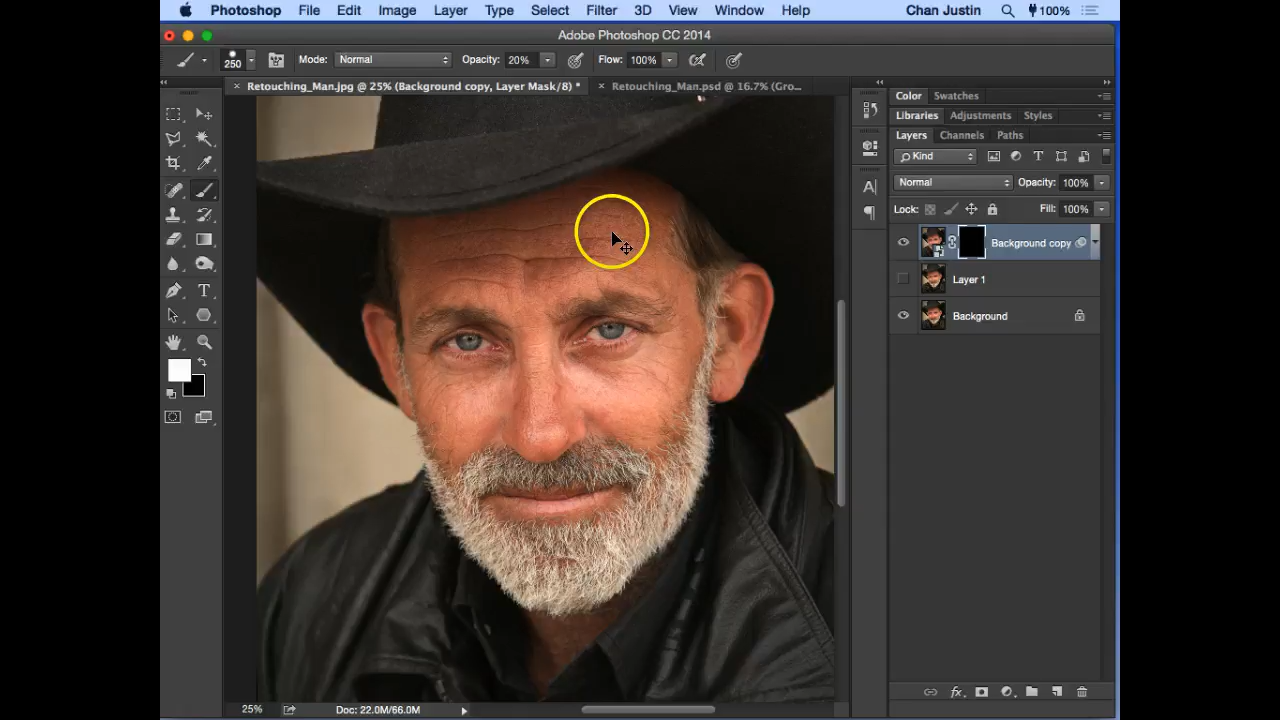 Photoshop File Edit Image Layer Type Select Filter 3D View Window Help Chan Justin 100%
Adobe Photoshop CC 2014
250 Mode: Normal Opacity: 20% Flow: 100%
× Retouching_Man.jpg @ 25% (Background copy, Layer Mask/8) * × Retouching_Man.psd @ 16.7% (Gro...
Color Swatches
Libraries Adjustments Styles
Layers Channels Paths
Kind
Normal Opacity: 100%
Lock: Fill: 100%
Background copy
Layer 1
Background
25% Doc: 22.0M/66.0M